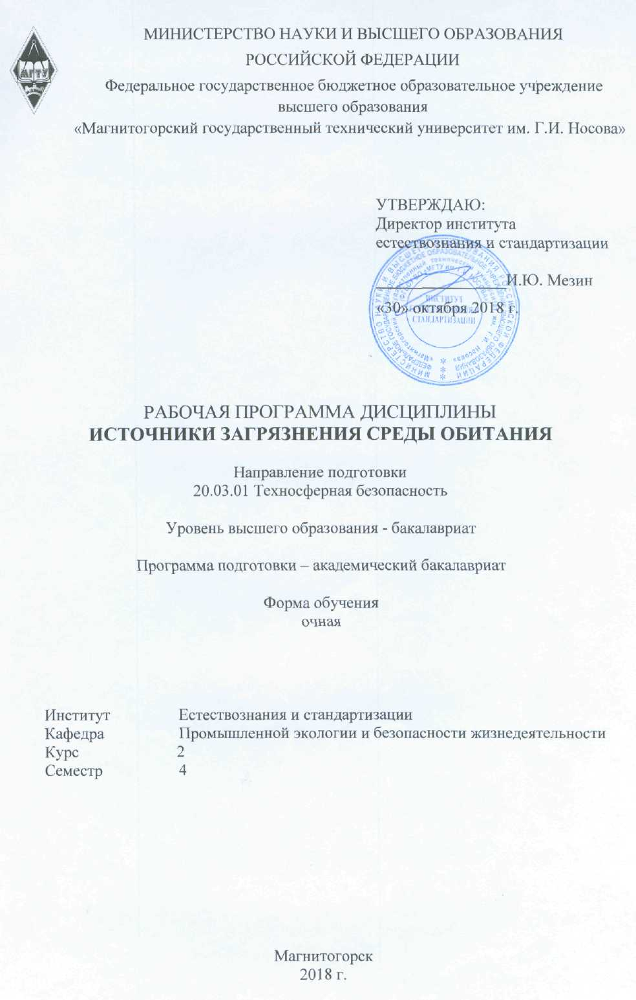 МИНИСТЕРСТВО НАУКИ И ВЫСШЕГО ОБРАЗОВАНИЯ
РОССИЙСКОЙ ФЕДЕРАЦИИ
Федеральное государственное бюджетное образовательное учреждение
высшего образования
«Магнитогорский государственный технический университет им. Г.И. Носова»
МГТУ
УТВЕРЖДАЮ:
Директор института
естествознания и стандартизации
И.Ю. Мезин
«30» октября 2018 г.
ИНСТИТУТ
СТАНДАРТИЗАЦИИ
РАБОЧАЯ ПРОГРАММА ДИСЦИПЛИНЫ
ИСТОЧНИКИ ЗАГРЯЗНЕНИЯ СРЕДЫ ОБИТАНИЯ
Направление подготовки
20.03.01 Техносферная безопасность
Уровень высшего образования - бакалавриат
Программа подготовки – академический бакалавриат
Форма обучения
очная
Институт Естествознания и стандартизации
Кафедра Промышленной экологии и безопасности жизнедеятельности
Курс 2
Семестр 4
Магнитогорск
2018 г.